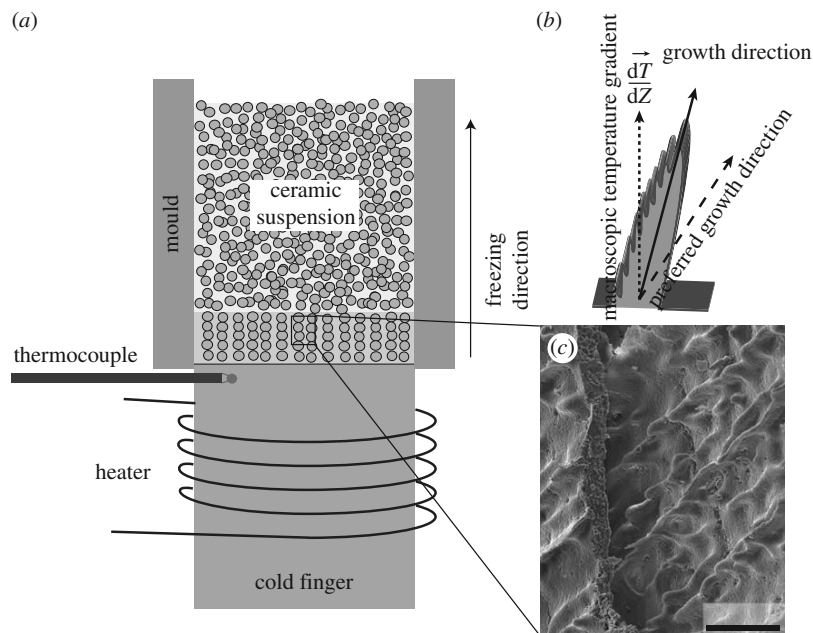 (a)
mould
ceramic
suspension
freezing
direction
thermocouple
heater
cold finger
(b)
macroscopic temperature gradient
dT
dZ
growth direction
preferred growth direction
(c)